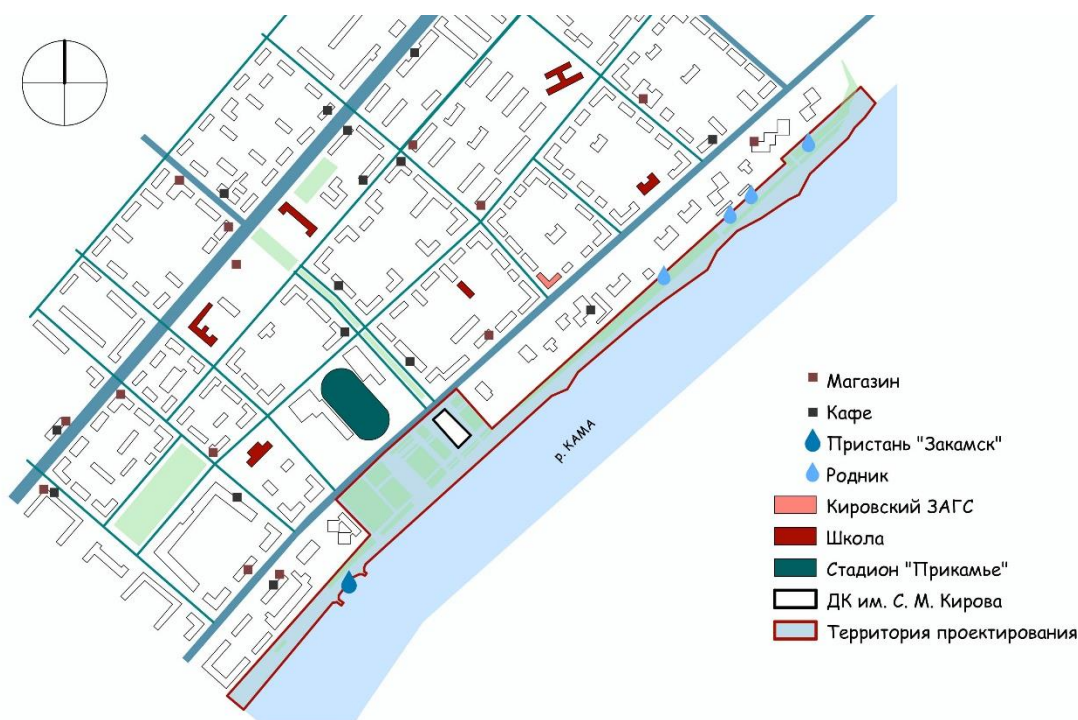 р. КАМА
Магазин
Кафе
Пристань "Закамск"
Родник
Кировский ЗАГС
Школа
Стадион "Прикамье"
ДК им. С. М. Кирова
Территория проектирования